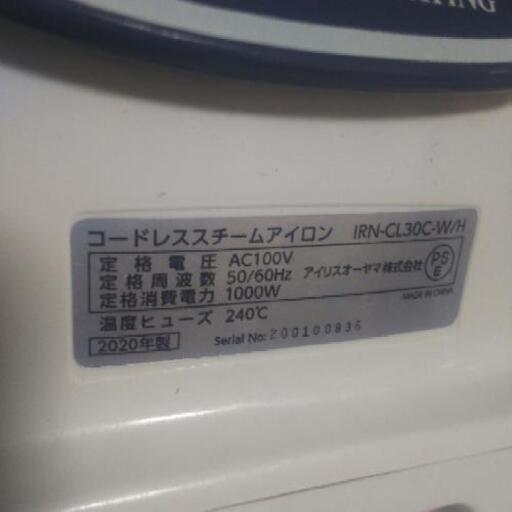 コードレススチームアイロン IRN-CL30C-W/H
定格電圧 AC100V
定格周波数 50/60Hz アイリスオーヤマ株式会社 PSE
定格消費電力 1000W
MADE IN CHINA
温度ヒューズ 240℃
2020年製 Serial No: 200100836